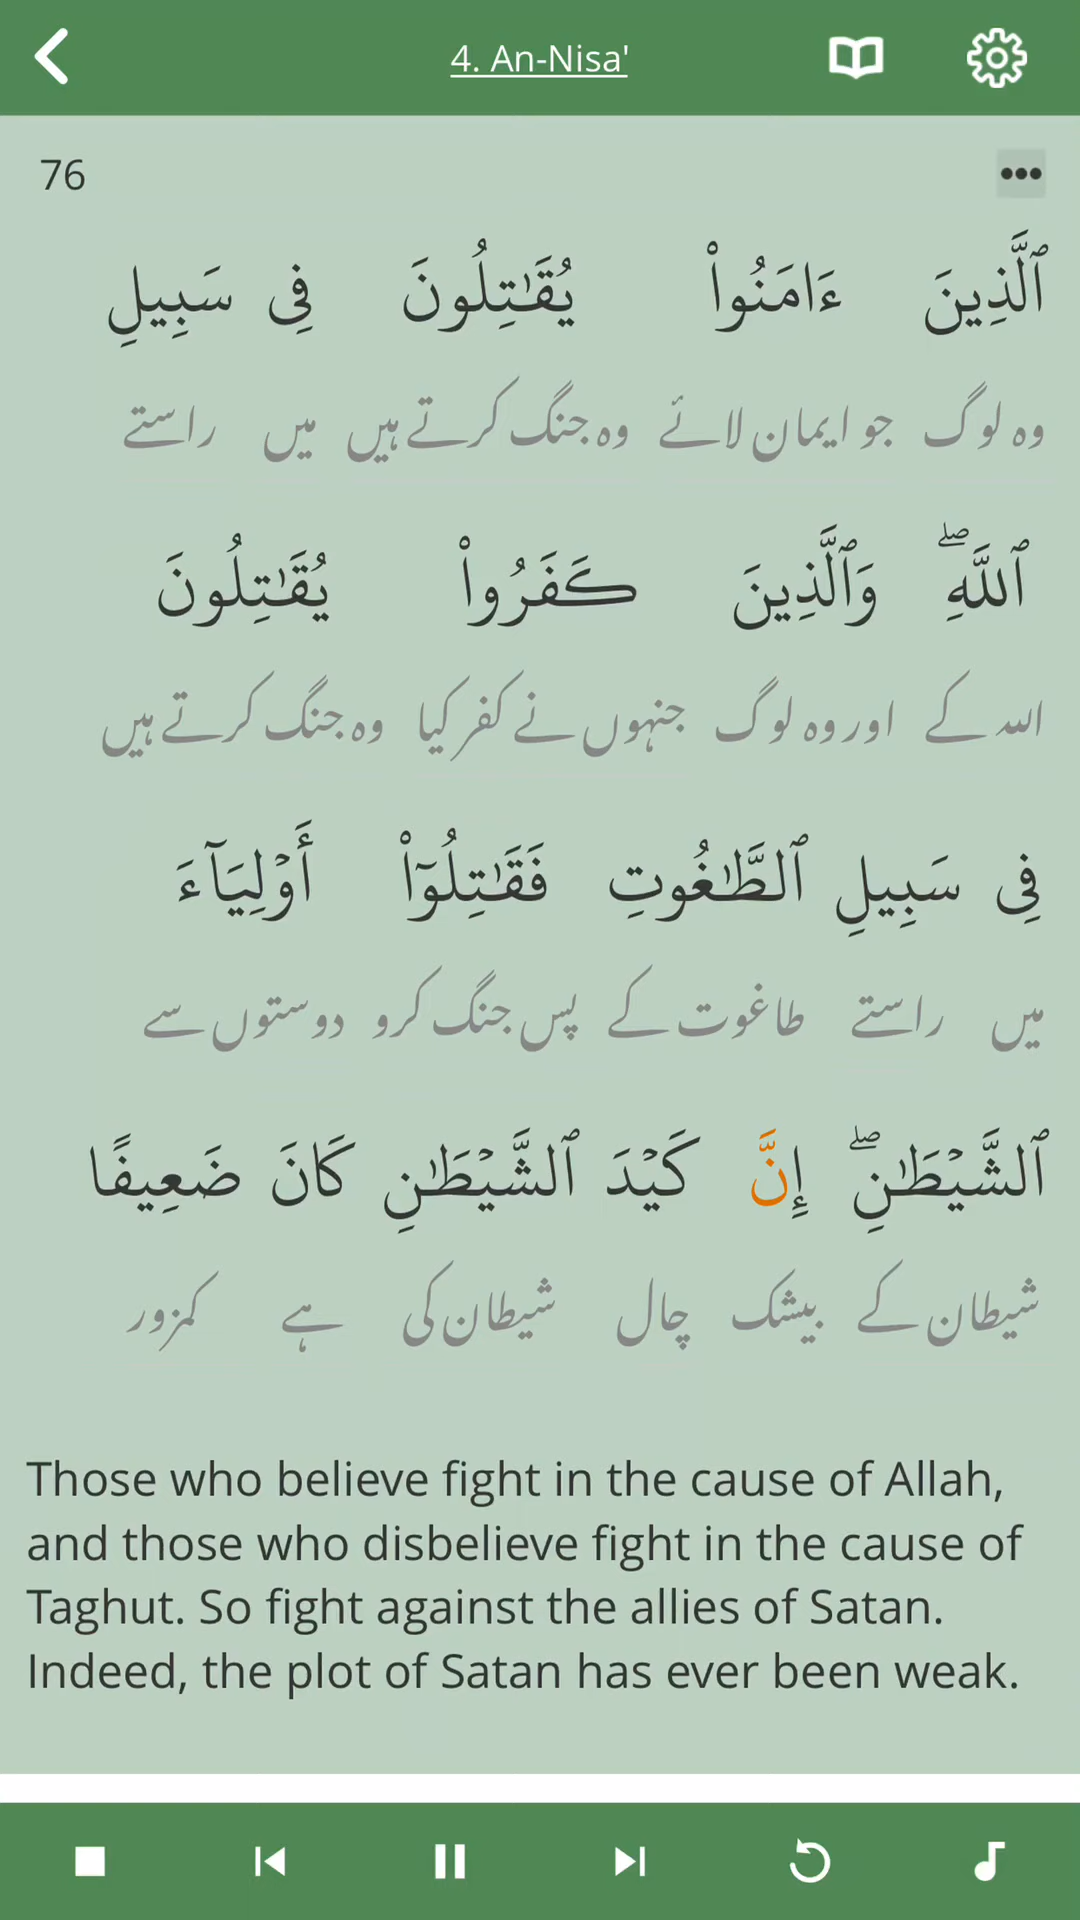 4. An-Nisa'
76
ٱلَّذِينَ ءَامَنُوا۟ يُقَـٰتِلُونَ فِى سَبِيلِ
وہ لوگ جو ایمان لائے وہ جنگ کرتے ہیں میں راستے
ٱللَّهِ ۖ وَٱلَّذِينَ كَفَرُوا۟ يُقَـٰتِلُونَ
اللہ کے اور وہ لوگ جنہوں نے کفر کیا وہ جنگ کرتے ہیں
فِى سَبِيلِ ٱلطَّـٰغُوتِ فَقَـٰتِلُوٓا۟ أَوْلِيَآءَ
میں راستے طاغوت کے پس جنگ کرو دوستوں سے
ٱلشَّيْطَـٰنِ ۖ إِنَّ كَيْدَ ٱلشَّيْطَـٰنِ كَانَ ضَعِيفًا
شیطان کے بیشک چال شیطان کی ہے کمزور
Those who believe fight in the cause of Allah,
and those who disbelieve fight in the cause of
Taghut. So fight against the allies of Satan.
Indeed, the plot of Satan has ever been weak.